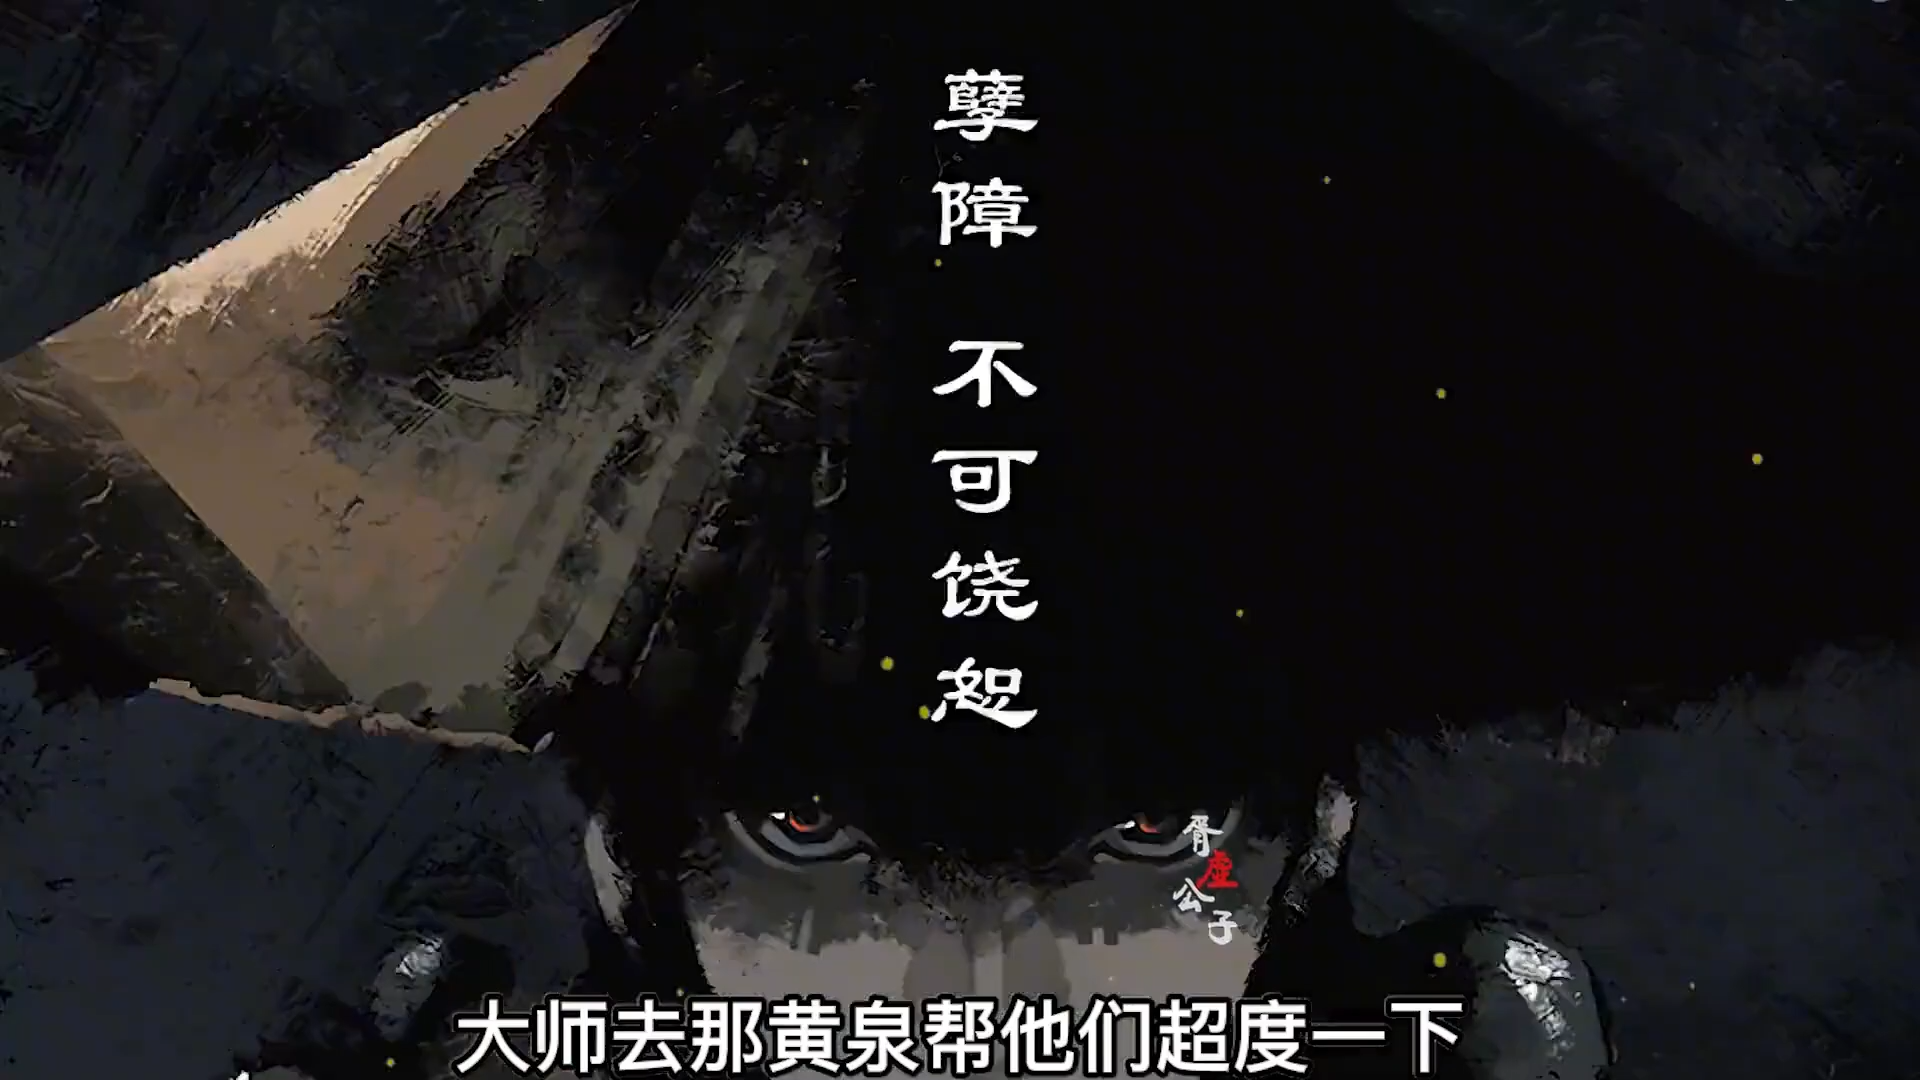 孽障 不可饶恕
胥虚公子
大师去那黄泉帮他们超度一下